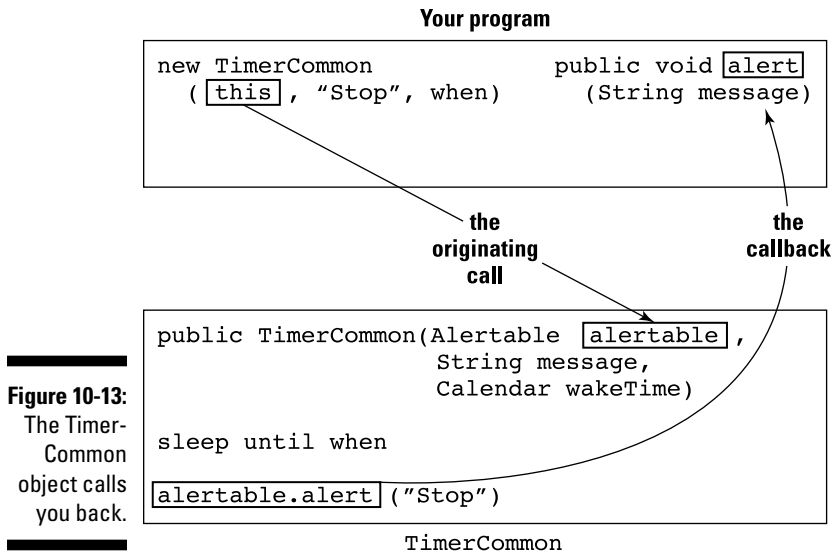 Your program
new TimerCommon
( this , “Stop”, when)
public void alert
(String message)
the
originating
call
the
callback
public TimerCommon(Alertable alertable ,
String message,
Calendar wakeTime)
sleep until when
alertable.alert (”Stop”)
TimerCommon
Figure 10-13:
The Timer-
Common
object calls
you back.